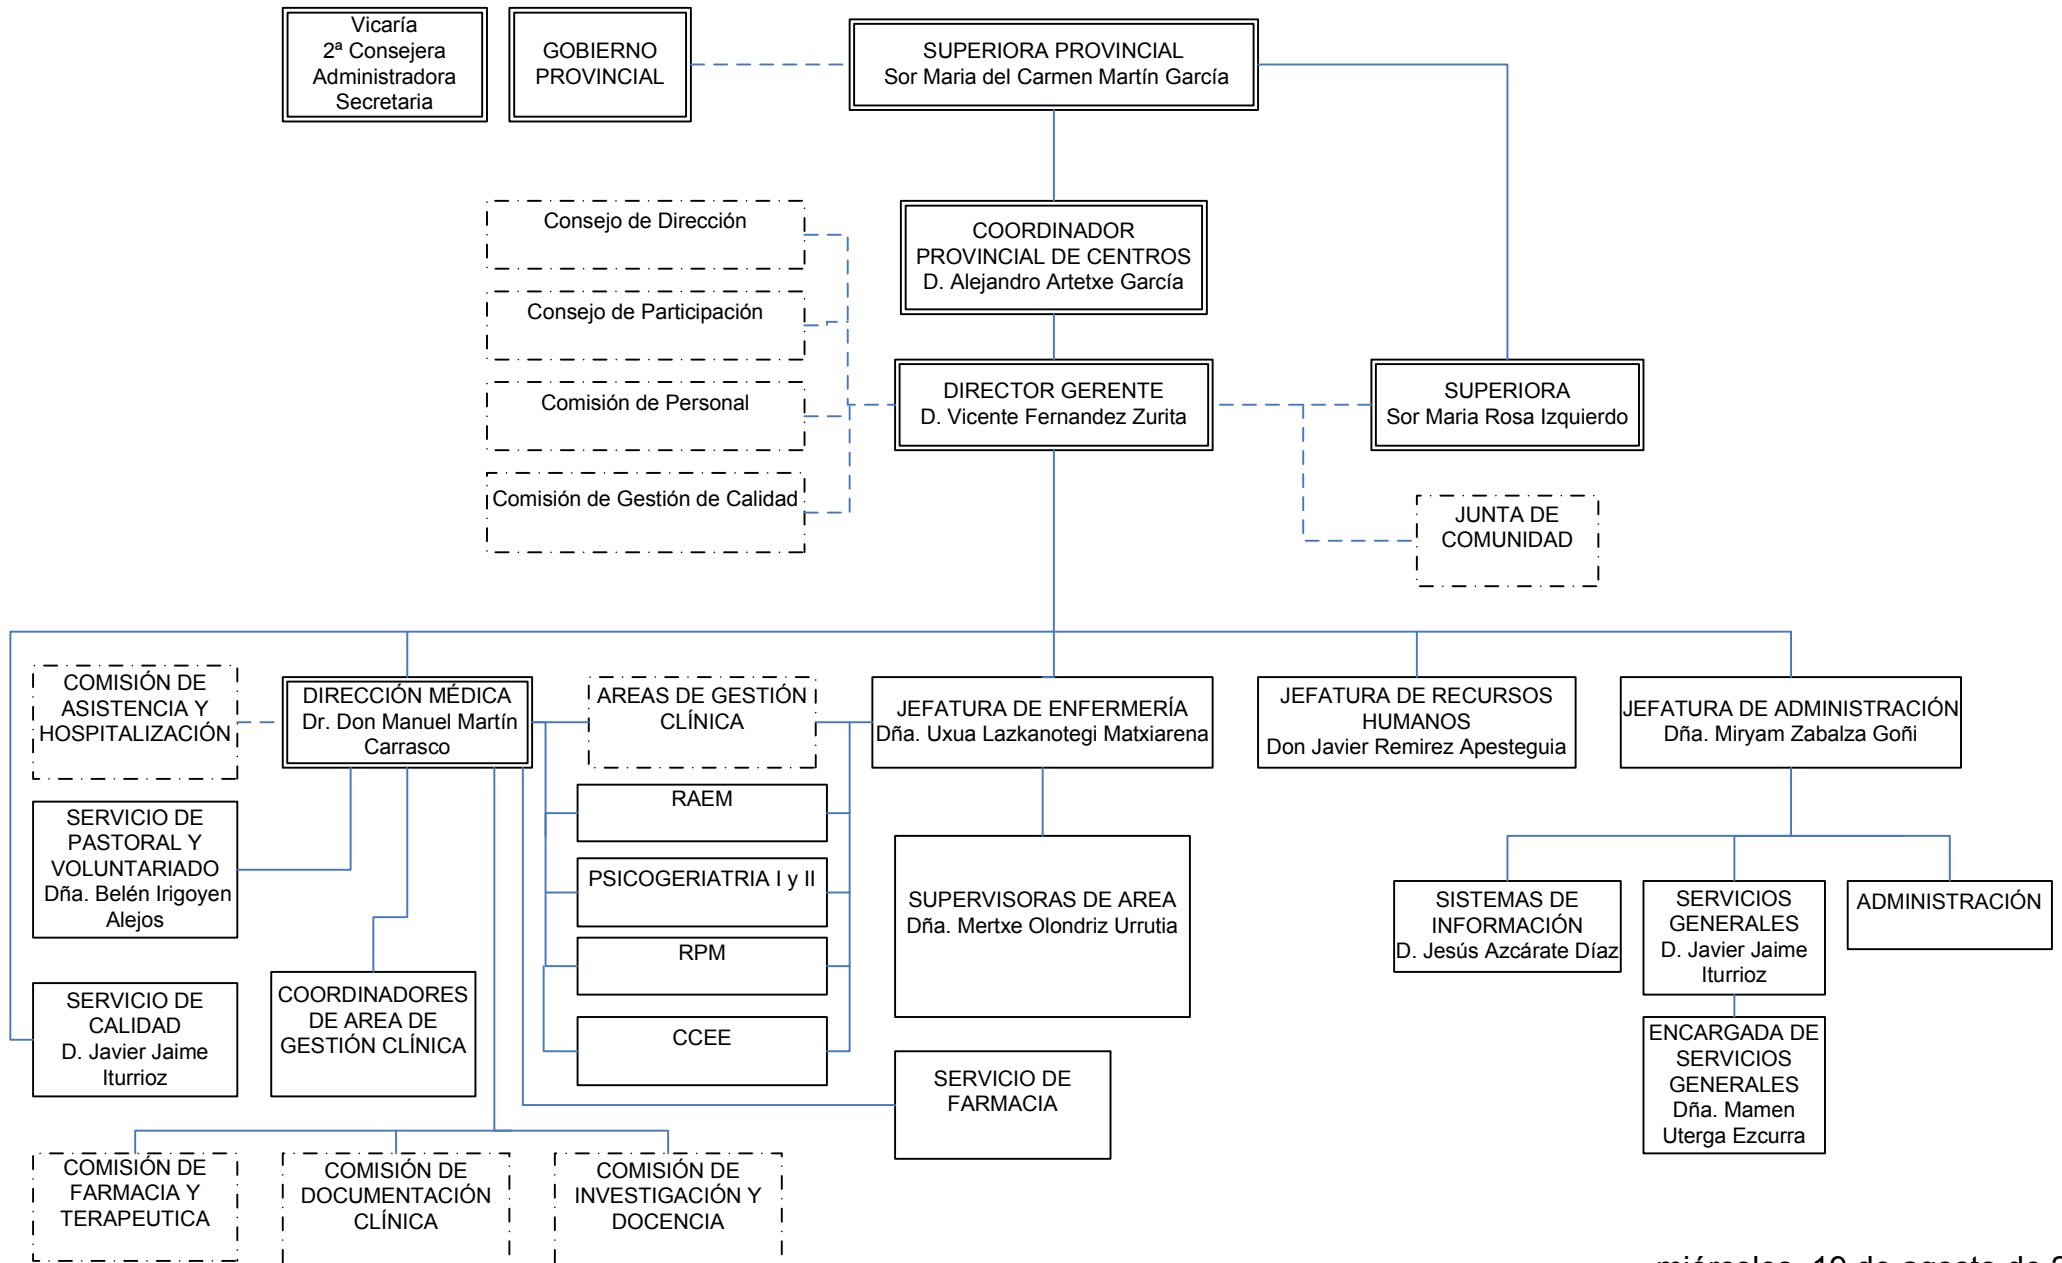 Vicaría
2ª Consejera
Administradora
Secretaria
GOBIERNO
PROVINCIAL
SUPERIORA PROVINCIAL
Sor Maria del Carmen Martín García
Consejo de Dirección
COORDINADOR
PROVINCIAL DE CENTROS
D. Alejandro Artetxe García
Consejo de Participación
Comisión de Personal
DIRECTOR GERENTE
D. Vicente Fernandez Zurita
SUPERIORA
Sor Maria Rosa Izquierdo
Comisión de Gestión de Calidad
JUNTA DE
COMUNIDAD
COMISIÓN DE
ASISTENCIA Y
HOSPITALIZACIÓN
DIRECCIÓN MÉDICA
Dr. Don Manuel Martín
Carrasco
AREAS DE GESTIÓN
CLÍNICA
JEFATURA DE ENFERMERÍA
Dña. Uxua Lazkanotegi Matxiarena
JEFATURA DE RECURSOS
HUMANOS
Don Javier Remirez Apesteguia
JEFATURA DE ADMINISTRACIÓN
Dña. Miryam Zabalza Goñi
SERVICIO DE
PASTORAL Y
VOLUNTARIADO
Dña. Belén Irigoyen
Alejos
RAEM
PSICOGERIATRIA I y II
RPM
CCEE
SUPERVISORAS DE AREA
Dña. Mertxe Olondriz Urrutia
SISTEMAS DE
INFORMACIÓN
D. Jesús Azcárate Díaz
SERVICIOS
GENERALES
D. Javier Jaime
Iturrioz
ADMINISTRACIÓN
SERVICIO DE
CALIDAD
D. Javier Jaime
Iturrioz
COORDINADORES
DE AREA DE
GESTIÓN CLÍNICA
SERVICIO DE
FARMACIA
ENCARGADA DE
SERVICIOS
GENERALES
Dña. Mamen
Uterga Ezcurra
COMISIÓN DE
FARMACIA Y
TERAPEUTICA
COMISIÓN DE
DOCUMENTACIÓN
CLÍNICA
COMISIÓN DE
INVESTIGACIÓN Y
DOCENCIA
miércoles, 19 de agosto de